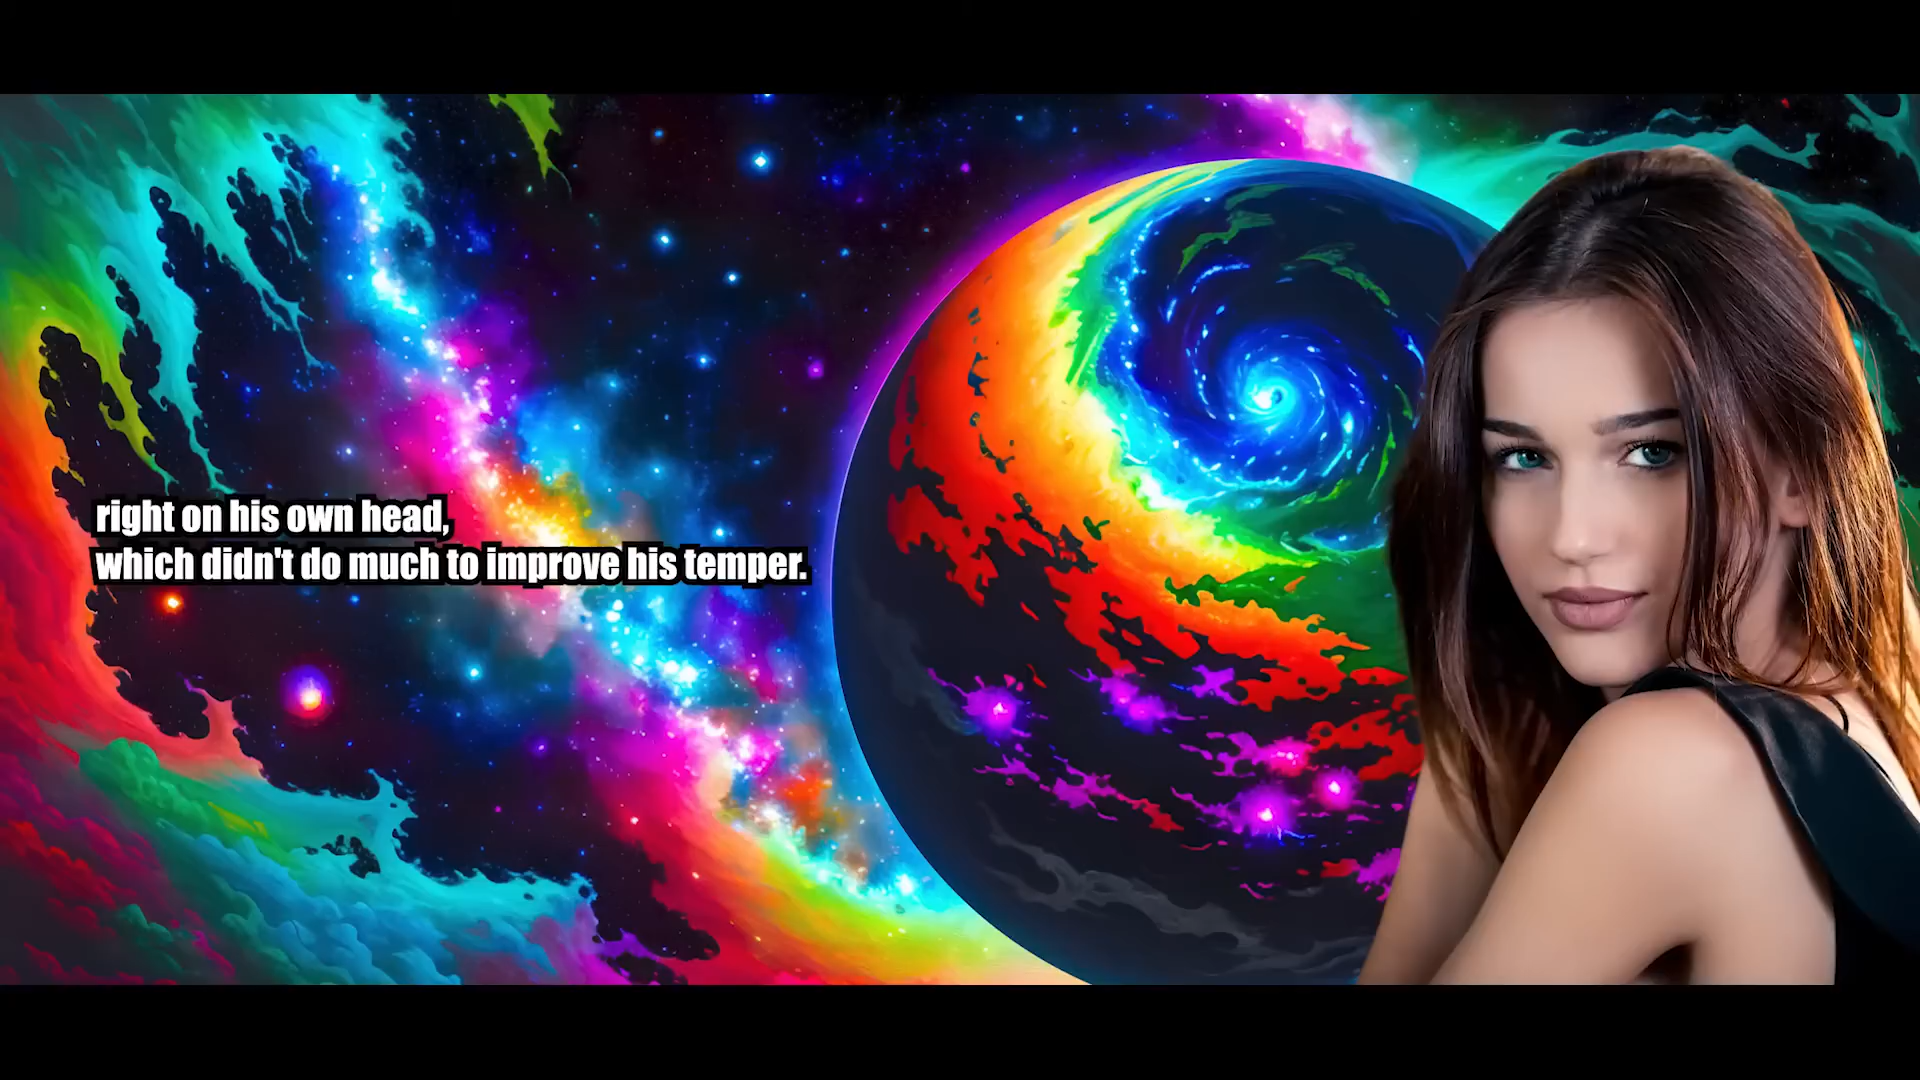 right on his own head,
which didn't do much to improve his temper.